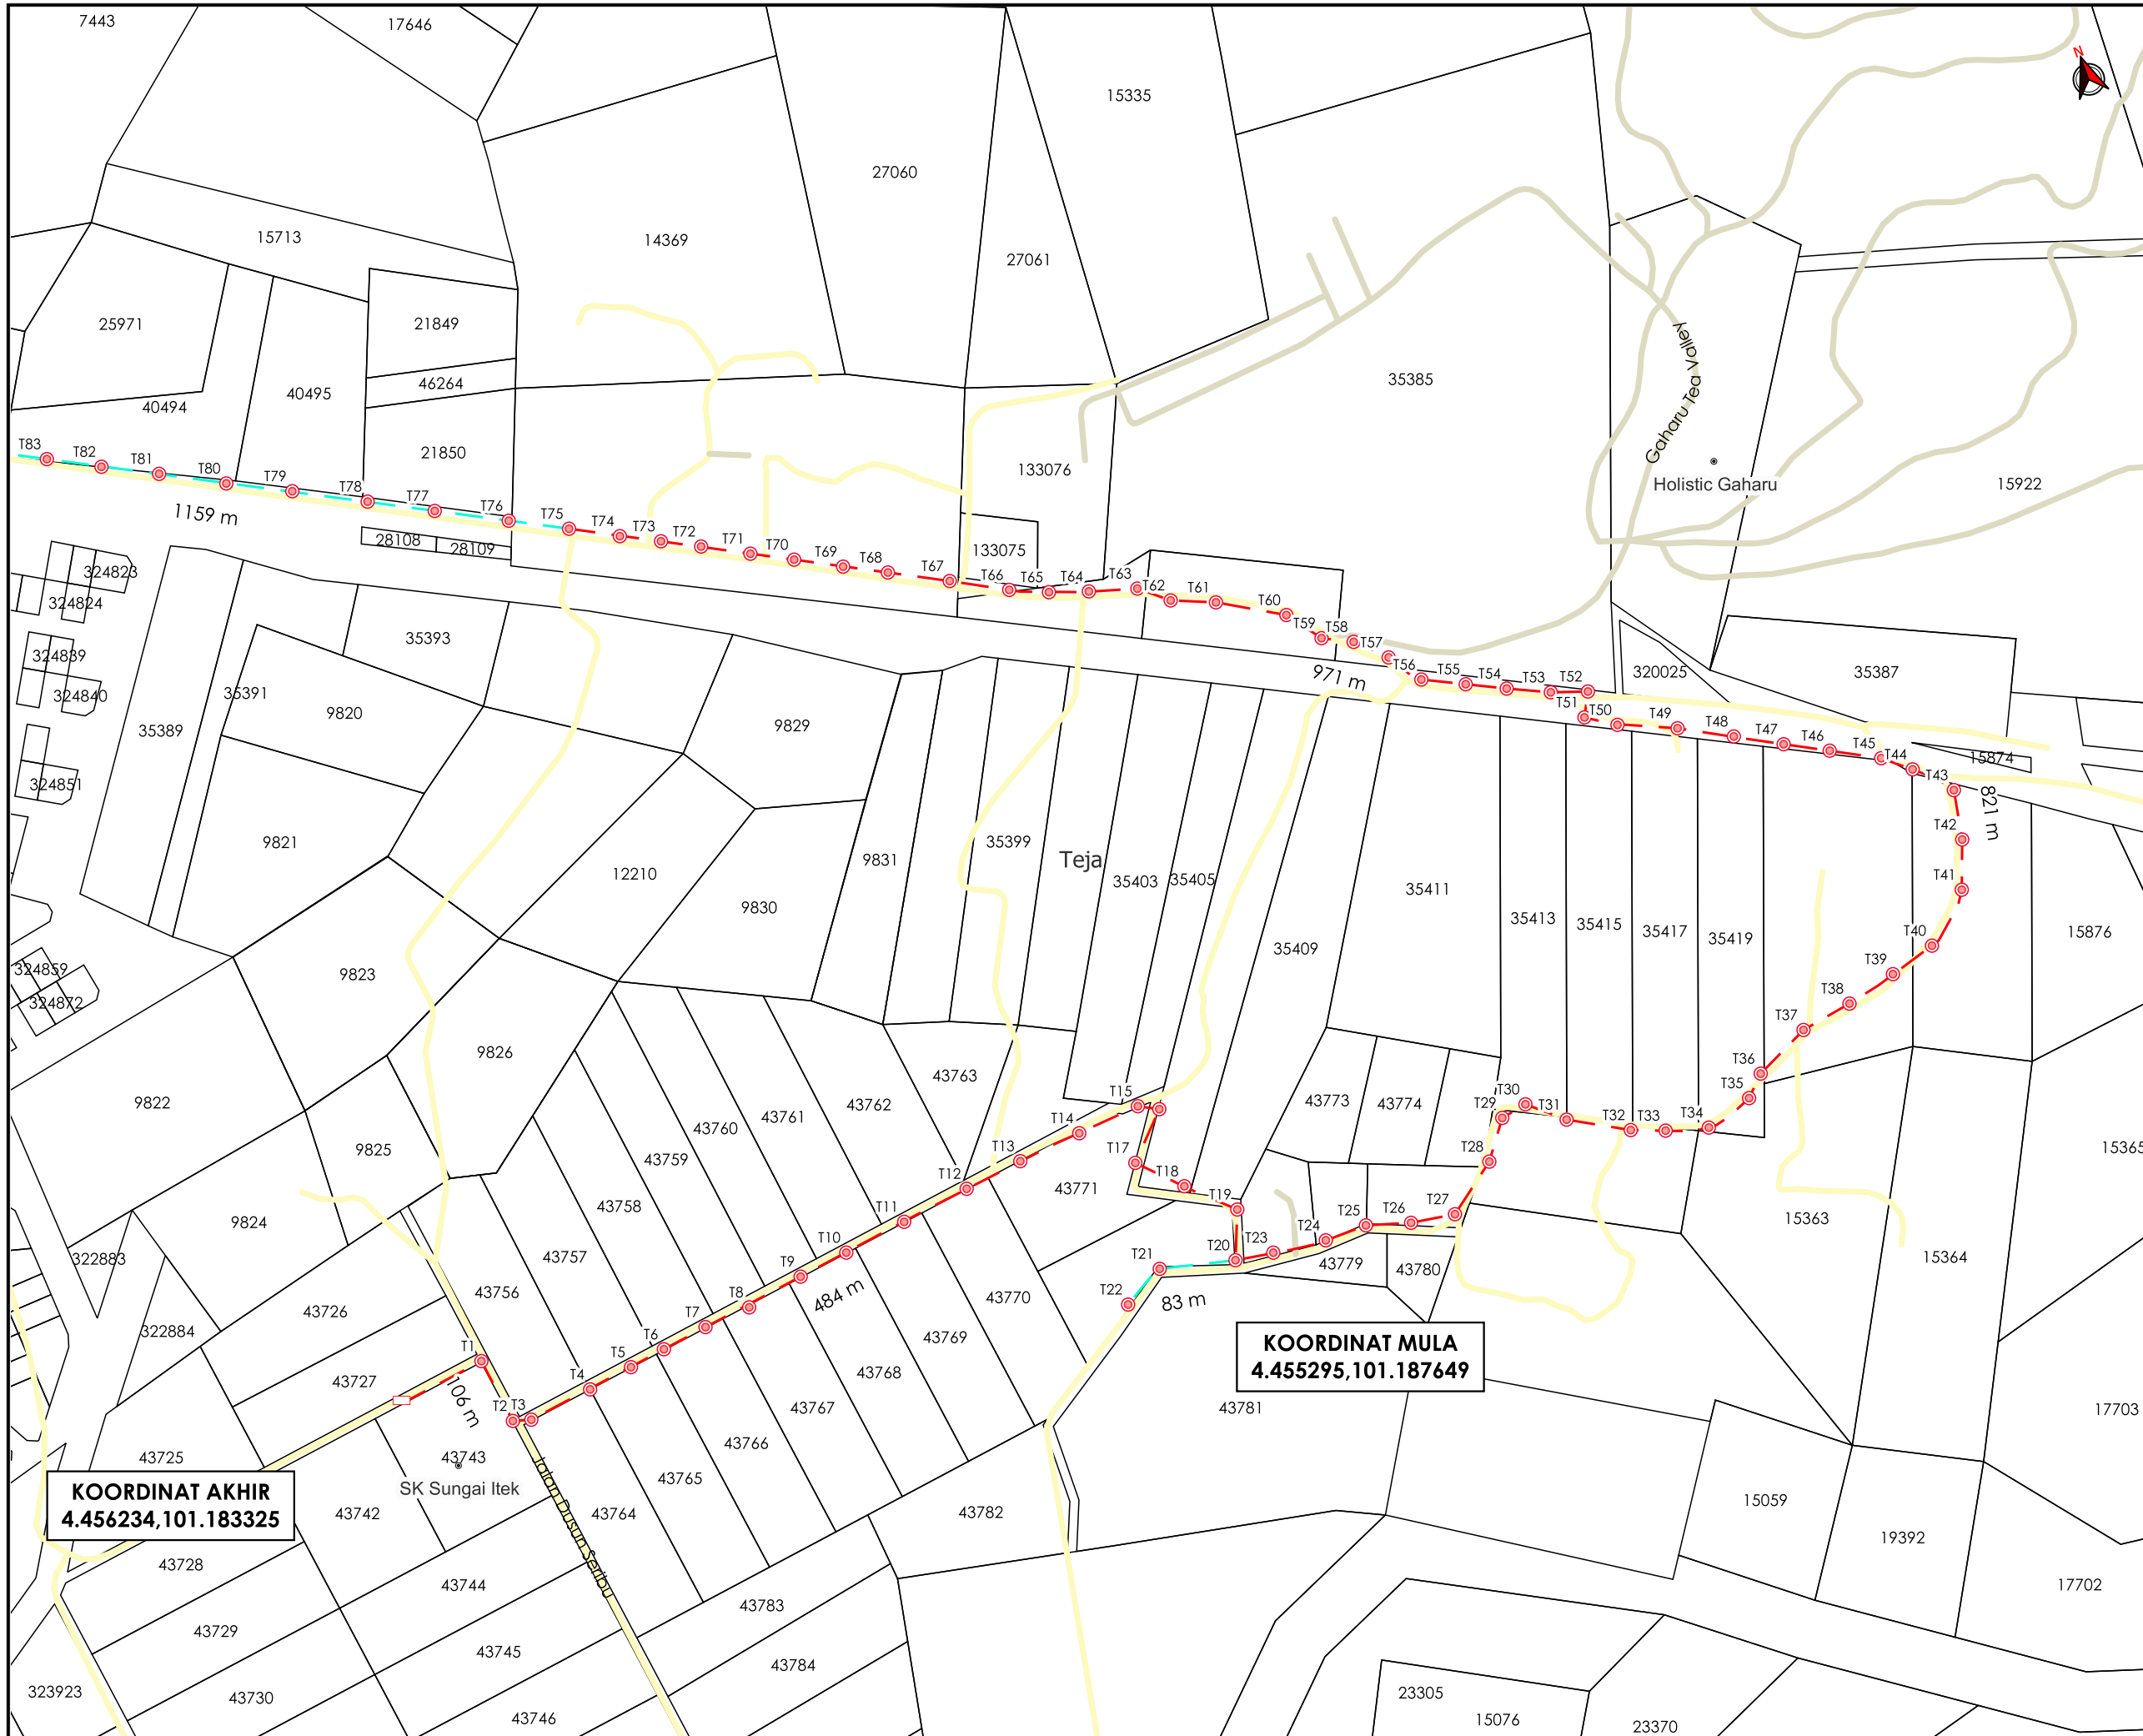 7443
17646
N
15335
27060
15713
14369
27061
25971
21849
Gaharu Tea Valley
46264
35385
40495
40494
21850
133076
Holistic Gaharu
15922
T83
T82
T81
T80
T79
T78
T77
T76
T75
T74
T73
T72
T71
T70
T69
T68
T67
T66
T65
T64
T63
T62
T61
T60
T59
T58
T57
T56
T55
T54
T53
T52
T51
T50
T49
T48
T47
T46
T45
T44
T43
T42
T41
T40
T39
T38
T37
T36
T35
T34
T33
T32
T31
T30
T29
T28
T27
T26
T25
T24
T23
T20
T19
T18
T17
T15
T14
T13
T12
T11
T10
T9
T8
T7
T6
T5
T4
T3
T2
T1
T21
T22
1159 m
971 m
821 m
484 m
83 m
106 m
28108
28109
133075
324823
324824
324839
324840
324851
324859
324872
35393
35391
35389
9820
9829
320025
35387
15874
9821
12210
9831
9830
35399
Teja
35403
35405
35409
35411
35413
35415
35417
35419
15876
9823
9826
9822
9825
9824
43763
43762
43761
43760
43759
43758
43757
43756
43773
43774
43771
43770
43769
43768
43767
43766
43765
43764
43779
43780
15365
15363
15364
322883
322884
43726
43727
43725
43743
SK Sungai Itek
43742
Jalan Dusun Seribu
KOORDINAT MULA
4.455295,101.187649
KOORDINAT AKHIR
4.456234,101.183325
43781
43782
17703
15059
19392
17702
43728
43744
43729
43745
43783
43784
43730
43746
323923
23305
15076
23370